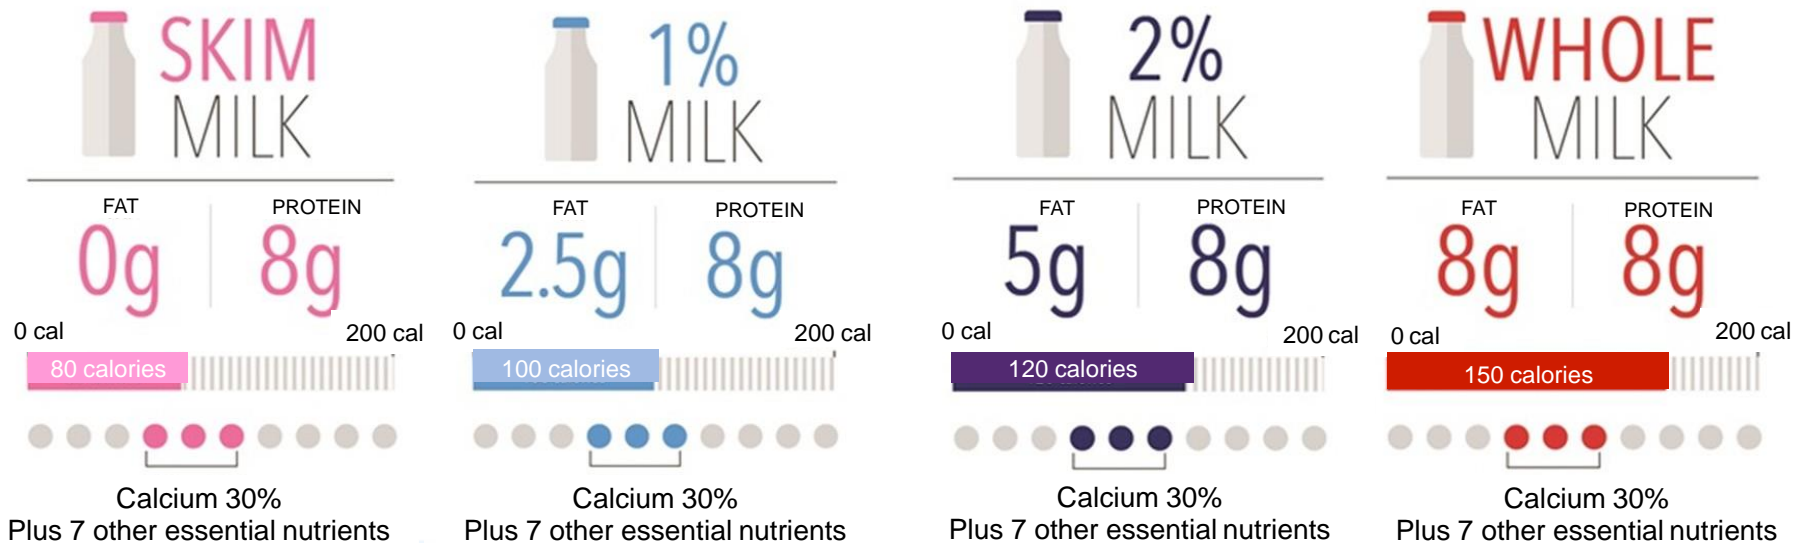 SKIM
MILK
FAT
PROTEIN
0g
8g
0 cal
200 cal
80 calories
Calcium 30%
Plus 7 other essential nutrients
1%
MILK
FAT
PROTEIN
2.5g
8g
0 cal
200 cal
100 calories
Calcium 30%
Plus 7 other essential nutrients
2%
MILK
FAT
PROTEIN
5g
8g
0 cal
200 cal
120 calories
Calcium 30%
Plus 7 other essential nutrients
WHOLE
MILK
FAT
PROTEIN
8g
8g
0 cal
200 cal
150 calories
Calcium 30%
Plus 7 other essential nutrients